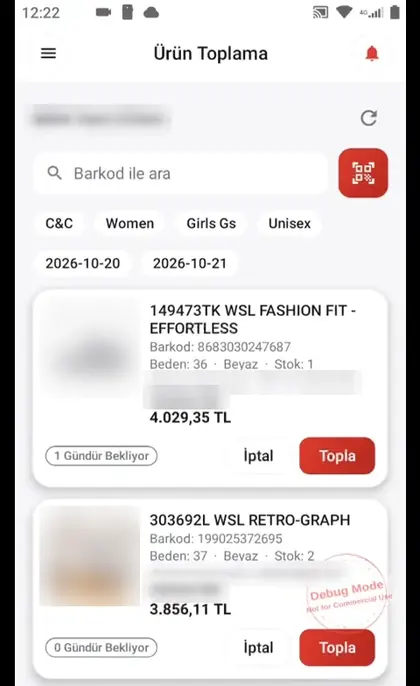 12:22
4G
Ürün Toplama
Barkod ile ara
C&C Women Girls Gs Unisex
2026-10-20 2026-10-21
149473TK WSL FASHION FIT -
EFFORTLESS
Barkod: 8683030247687
Beden: 36 · Beyaz · Stok: 1
4.029,35 TL
1 Gündür Bekliyor İptal Topla
303692L WSL RETRO-GRAPH
Barkod: 199025372695
Beden: 37 · Beyaz · Stok: 2
Debug Mode
Not for Commercial Use
3.856,11 TL
0 Gündür Bekliyor İptal Topla